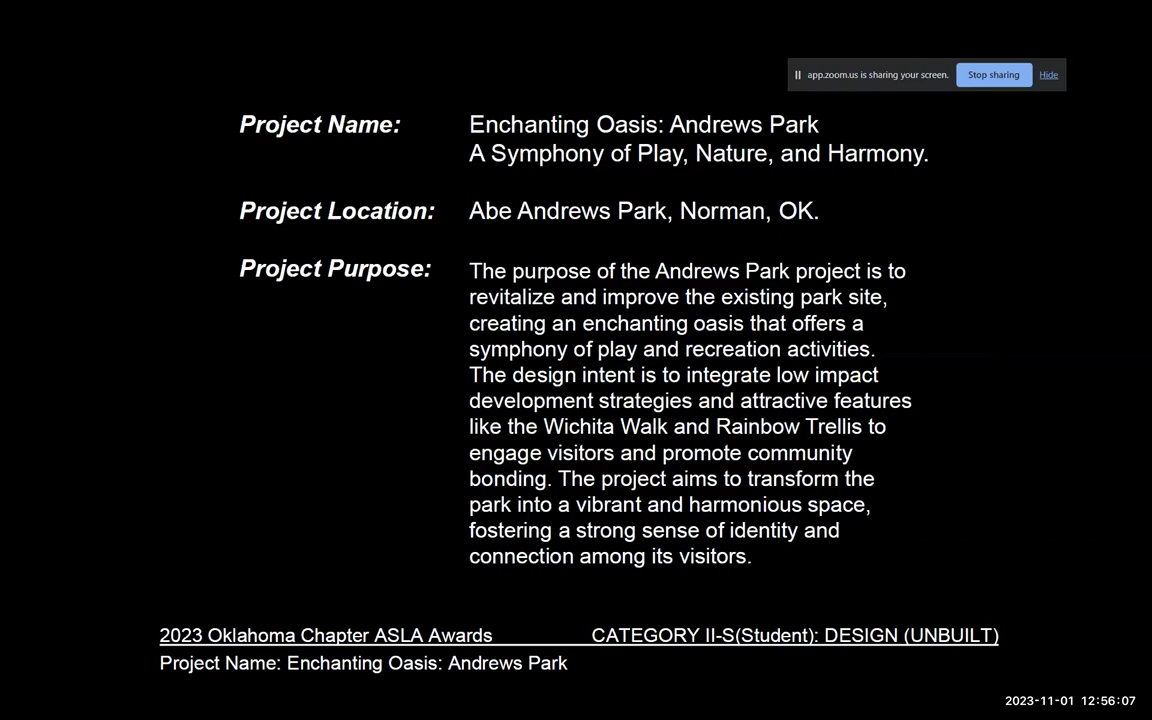 app.zoom.us is sharing your screen. Stop sharing Hide
Project Name: Enchanting Oasis: Andrews Park
A Symphony of Play, Nature, and Harmony.
Project Location: Abe Andrews Park, Norman, OK.
Project Purpose: The purpose of the Andrews Park project is to
revitalize and improve the existing park site,
creating an enchanting oasis that offers a
symphony of play and recreation activities.
The design intent is to integrate low impact
development strategies and attractive features
like the Wichita Walk and Rainbow Trellis to
engage visitors and promote community
bonding. The project aims to transform the
park into a vibrant and harmonious space,
fostering a strong sense of identity and
connection among its visitors.
2023 Oklahoma Chapter ASLA Awards CATEGORY II-S(Student): DESIGN (UNBUILT)
Project Name: Enchanting Oasis: Andrews Park
2023-11-01 12:56:07